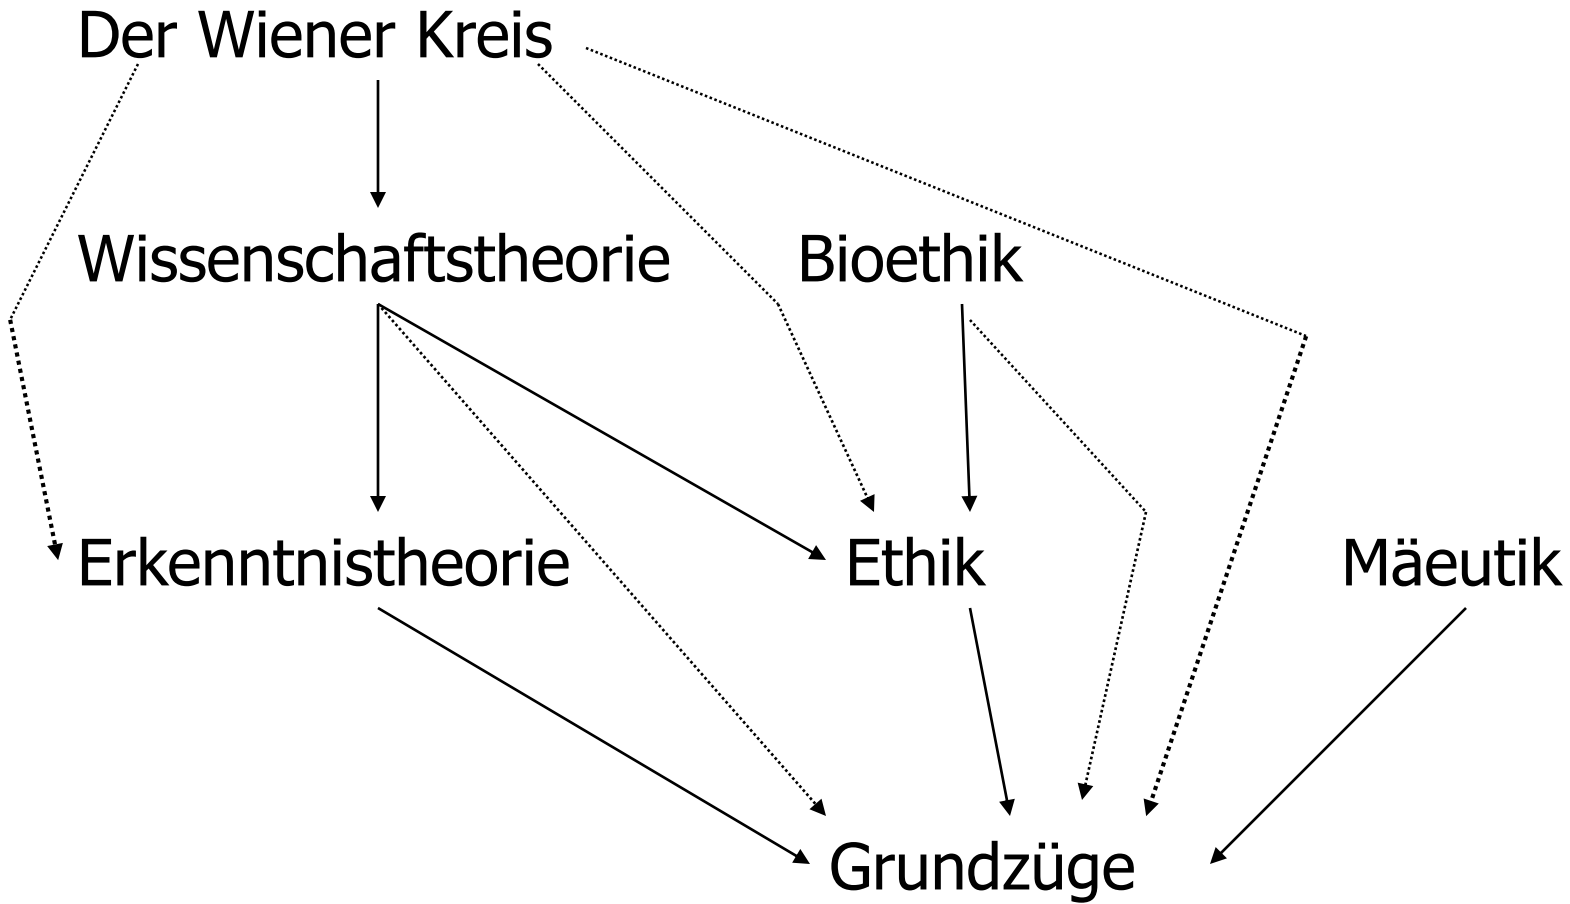 Der Wiener Kreis
Wissenschaftstheorie
Bioethik
Erkenntnistheorie
Ethik
Mäeutik
Grundzüge